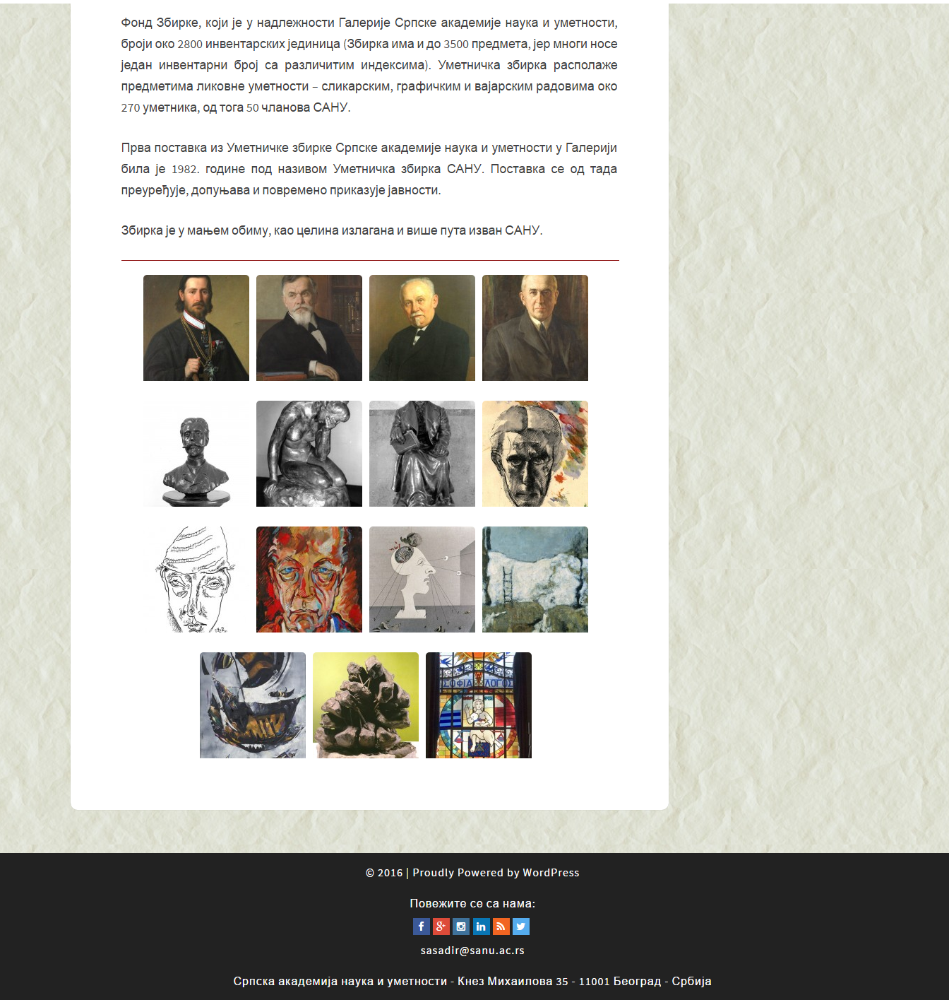 Фонд Збирке, који је у надлежности Галерије Српске академије наука и уметности,
броји око 2800 инвентарских јединица (Збирка има и до 3500 предмета, јер многи носе
један инвентарни број са различитим индексима). Уметничка збирка располаже
предметима ликовне уметности – сликарским, графичким и вајарским радовима око
270 уметника, од тога 50 чланова САНУ.
Прва поставка из Уметничке збирке Српске академије наука и уметности у Галерији
била је 1982. године под називом Уметничка збирка САНУ. Поставка се од тада
преуређује, допуњава и повремено приказује јавности.
Збирка је у мањем обиму, као целина излагана и више пута изван САНУ.
СОФІА ΛΟΓΟΣ
© 2016 | Proudly Powered by WordPress
Повежите се са нама:
sasadir@sanu.ac.rs
Српска академија наука и уметности - Кнез Михаилова 35 - 11001 Београд - Србија